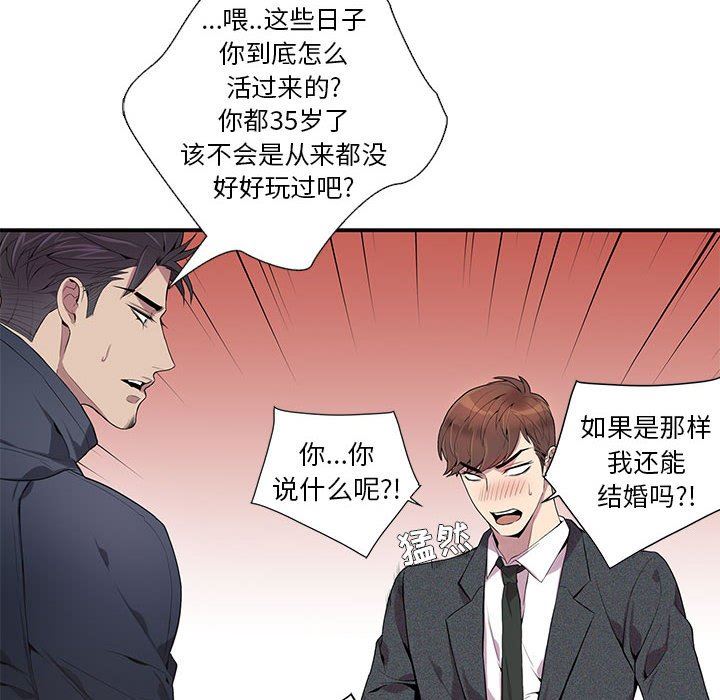 ...喂..这些日子
你到底怎么
活过来的?
你都35岁了
该不会是从来都没
好好玩过吧?
你...你
说什么呢?!
如果是那样
我还能
结婚吗?!
猛然